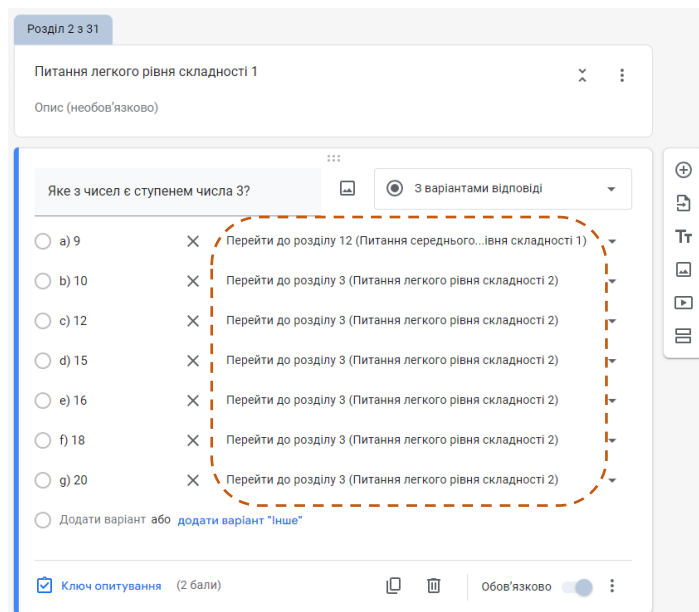 Розділ 2 з 31
Питання легкого рівня складності 1
Опис (необов'язково)
Яке з чисел є ступенем числа 3?
З варіантами відповіді
a) 9 Перейти до розділу 12 (Питання середнього...івня складності 1)
b) 10 Перейти до розділу 3 (Питання легкого рівня складності 2)
c) 12 Перейти до розділу 3 (Питання легкого рівня складності 2)
d) 15 Перейти до розділу 3 (Питання легкого рівня складності 2)
e) 16 Перейти до розділу 3 (Питання легкого рівня складності 2)
f) 18 Перейти до розділу 3 (Питання легкого рівня складності 2)
g) 20 Перейти до розділу 3 (Питання легкого рівня складності 2)
Додати варіант або додати варіант "Інше"
Ключ опитування (2 бали) Обов'язково
Тт